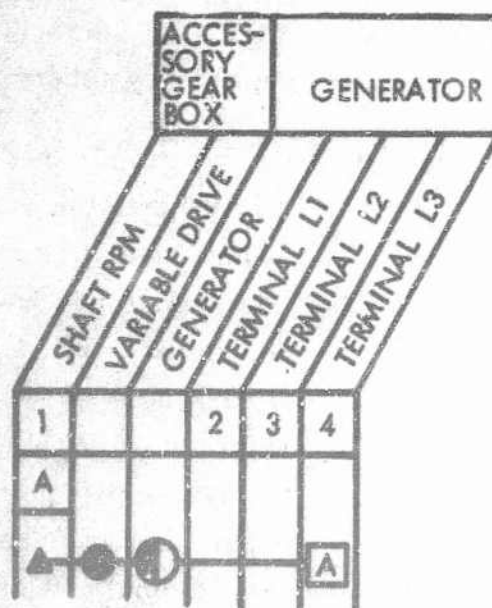 ACCES-
SORY
GEAR
BOX
GENERATOR
SHAFT RPM
VARIABLE DRIVE
GENERATOR
TERMINAL L1
TERMINAL L2
TERMINAL L3
1 2 3 4
A
A